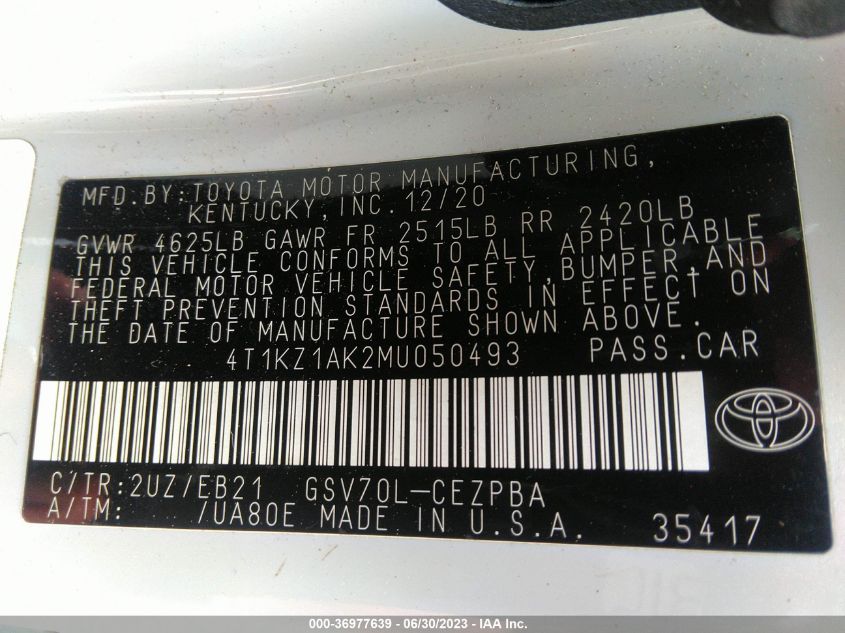 MFD.BY:TOYOTA MOTOR MANUFACTURING,
KENTUCKY,INC. 12/20
GVWR 4625LB GAWR FR 2515LB RR 2420LB
THIS VEHICLE CONFORMS TO ALL APPLICABLE
FEDERAL MOTOR VEHICLE SAFETY,BUMPER,AND
THEFT PREVENTION STANDARDS IN EFFECT ON
THE DATE OF MANUFACTURE SHOWN ABOVE.
4T1KZ1AK2MU050493 PASS.CAR
C/TR:2UZ/EB21 GSV70L-CEZPBA
A/TM: /UA80E MADE IN U.S.A. 35417
000-36977639 - 06/30/2023 - IAA Inc.